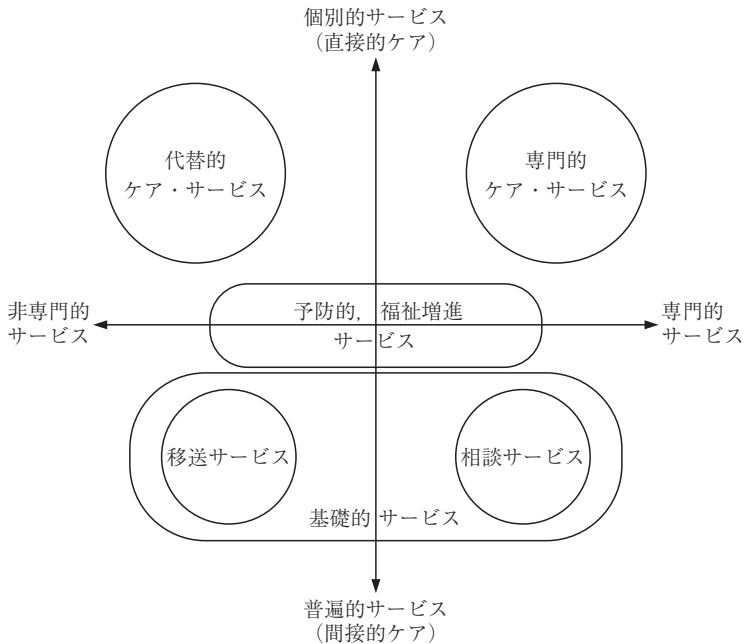 個別的サービス
（直接的ケア）
代替的
ケア・サービス
専門的
ケア・サービス
非専門的
サービス
予防的，福祉増進
サービス
専門的
サービス
移送サービス
相談サービス
基礎的サービス
普遍的サービス
（間接的ケア）